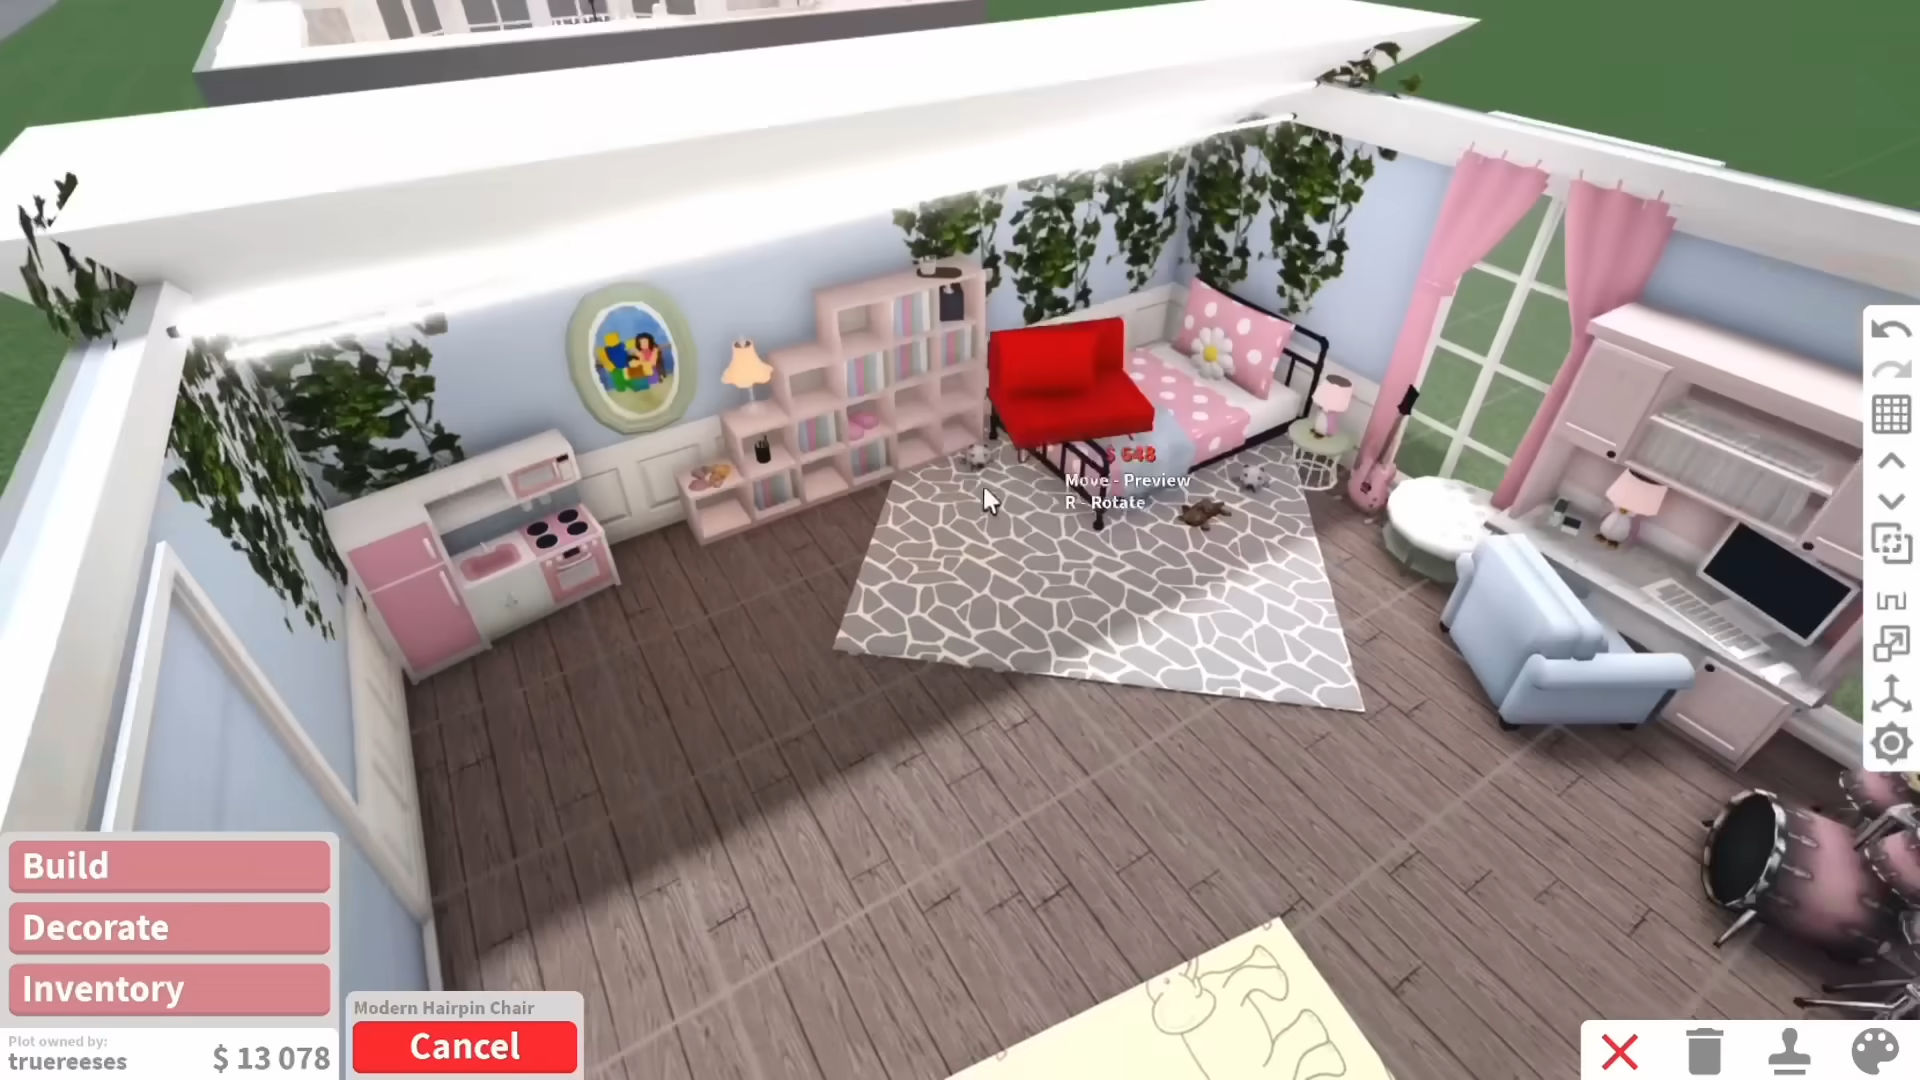 $ 648
Move - Preview
R - Rotate
Build
Decorate
Inventory
Modern Hairpin Chair
Cancel
Plot owned by:
truereeses
$ 13 078